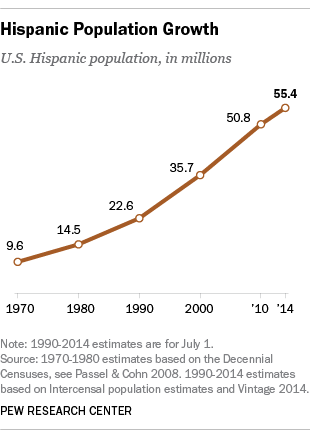 Hispanic Population Growth
U.S. Hispanic population, in millions
55.4
50.8
35.7
22.6
14.5
9.6
1970 1980 1990 2000 '10 '14
Note: 1990-2014 estimates are for July 1.
Source: 1970-1980 estimates based on the Decennial
Censuses, see Passel & Cohn 2008. 1990-2014 estimates
based on Intercensal population estimates and Vintage 2014.
PEW RESEARCH CENTER